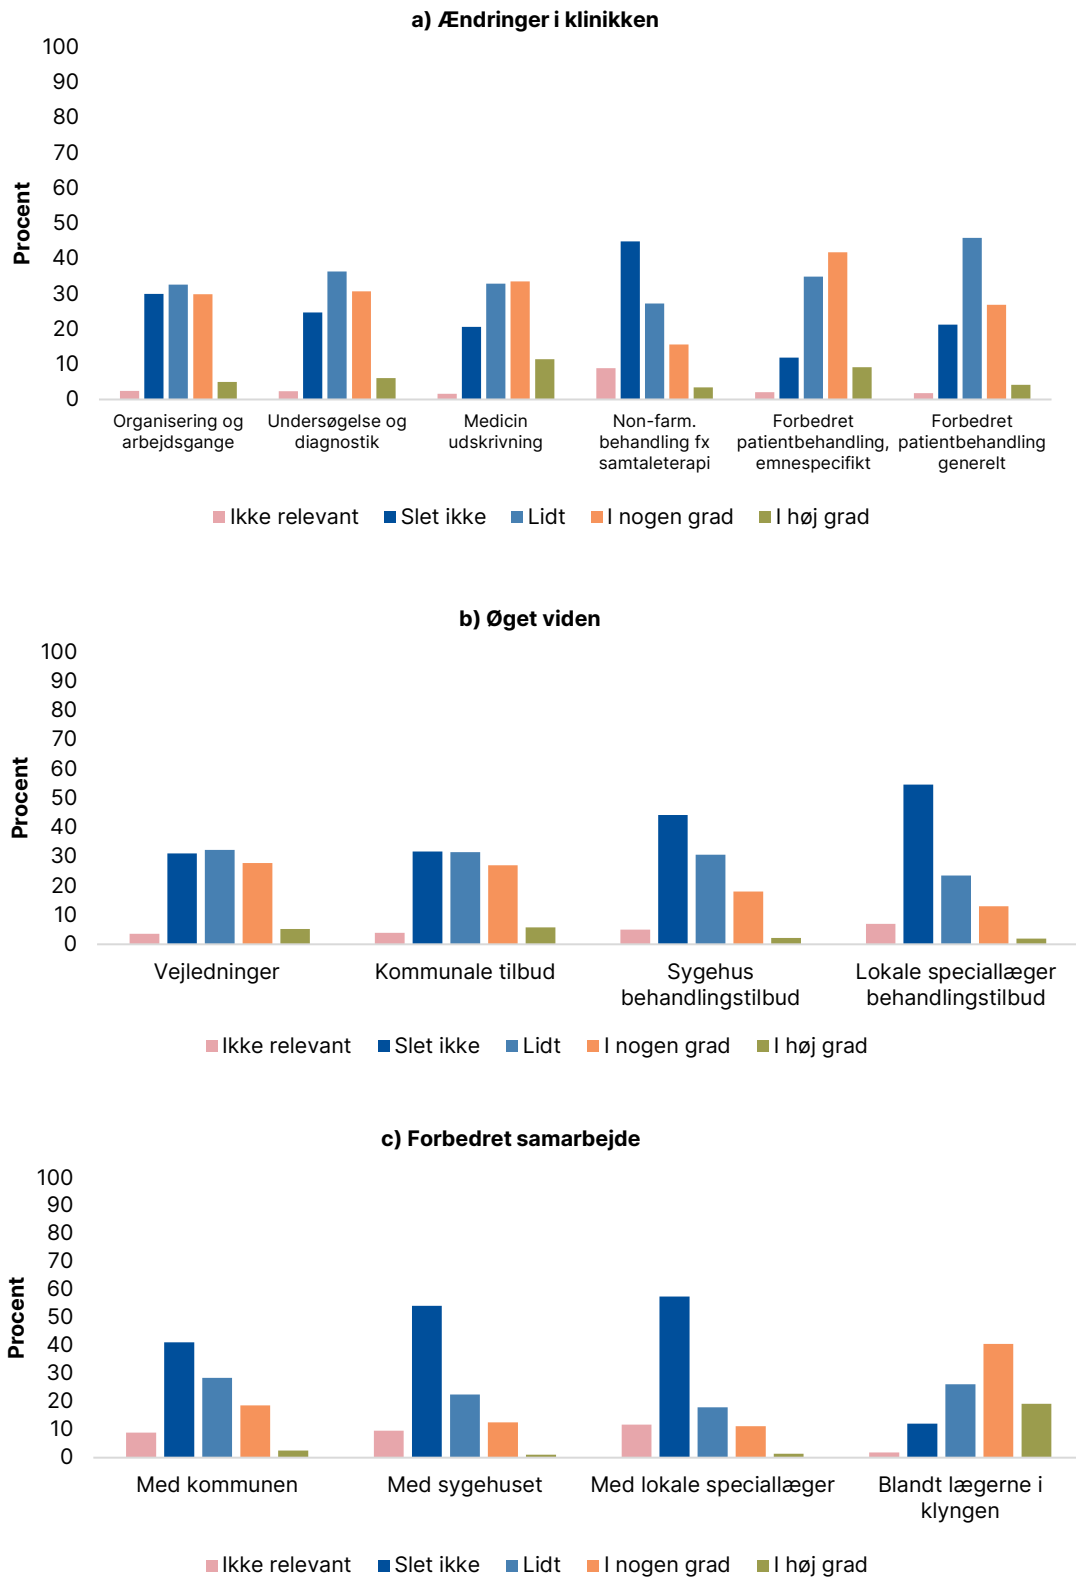 a) Ændringer i klinikken
100
90
80
70
60
50
40
30
20
10
0
Procent
Organisering og
arbejdsgange
Undersøgelse og
diagnostik
Medicin
udskrivning
Non-farm.
behandling fx
samtaleterapi
Forbedret
patientbehandling,
emnespecifikt
Forbedret
patientbehandling
generelt
Ikke relevant Slet ikke Lidt I nogen grad I høj grad
b) Øget viden
100
90
80
70
60
50
40
30
20
10
0
Procent
Vejledninger
Kommunale tilbud
Sygehus
behandlingstilbud
Lokale speciallæger
behandlingstilbud
Ikke relevant Slet ikke Lidt I nogen grad I høj grad
c) Forbedret samarbejde
100
90
80
70
60
50
40
30
20
10
0
Procent
Med kommunen
Med sygehuset
Med lokale speciallæger
Blandt lægerne i
klyngen
Ikke relevant Slet ikke Lidt I nogen grad I høj grad